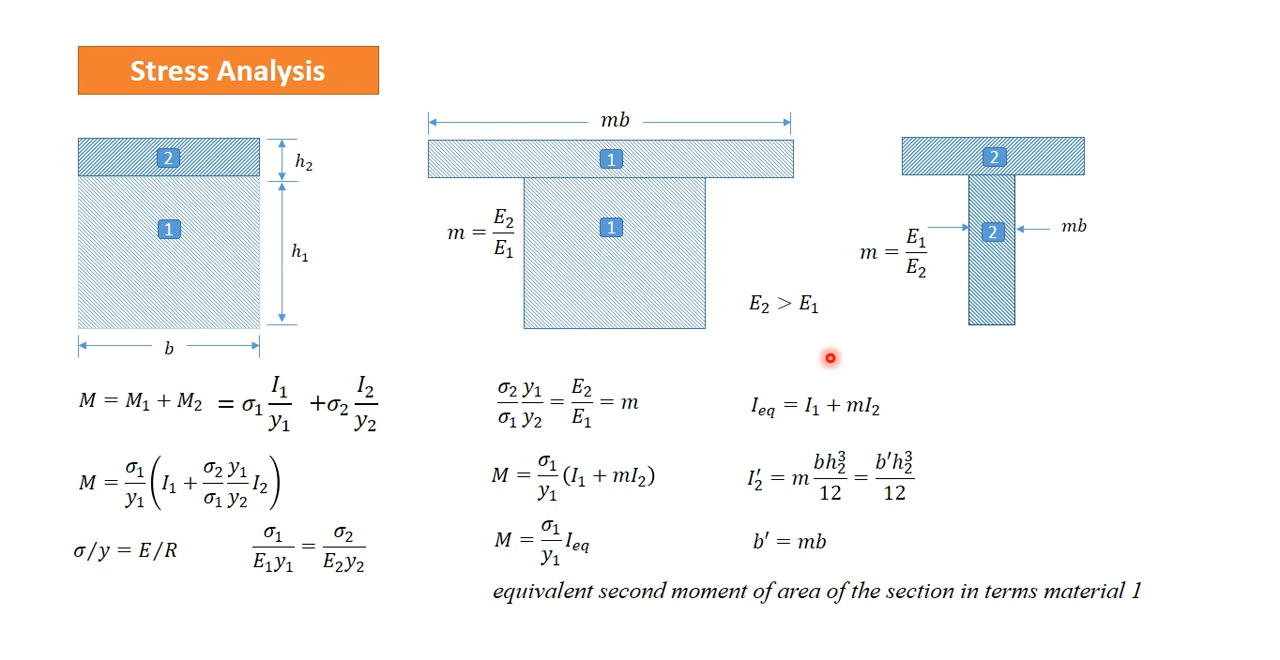 Stress Analysis
mb
2
h₂
1
h₁
b
1
1
m = E₂/E₁
2
2
mb
m = E₁/E₂
E₂ > E₁
M = M₁ + M₂ = σ₁ I₁/y₁ +σ₂ I₂/y₂
σ₂ y₁/σ₁ y₂ = E₂/E₁ = m
I_eq = I₁ + mI₂
M = σ₁/y₁ (I₁ + σ₂ y₁/σ₁ y₂ I₂)
M = σ₁/y₁ (I₁ + mI₂)
I₂′ = m bh₂³/12 = b′h₂³/12
σ/y = E/R
σ₁/E₁y₁ = σ₂/E₂y₂
M = σ₁/y₁ I_eq
b′ = mb
equivalent second moment of area of the section in terms material 1